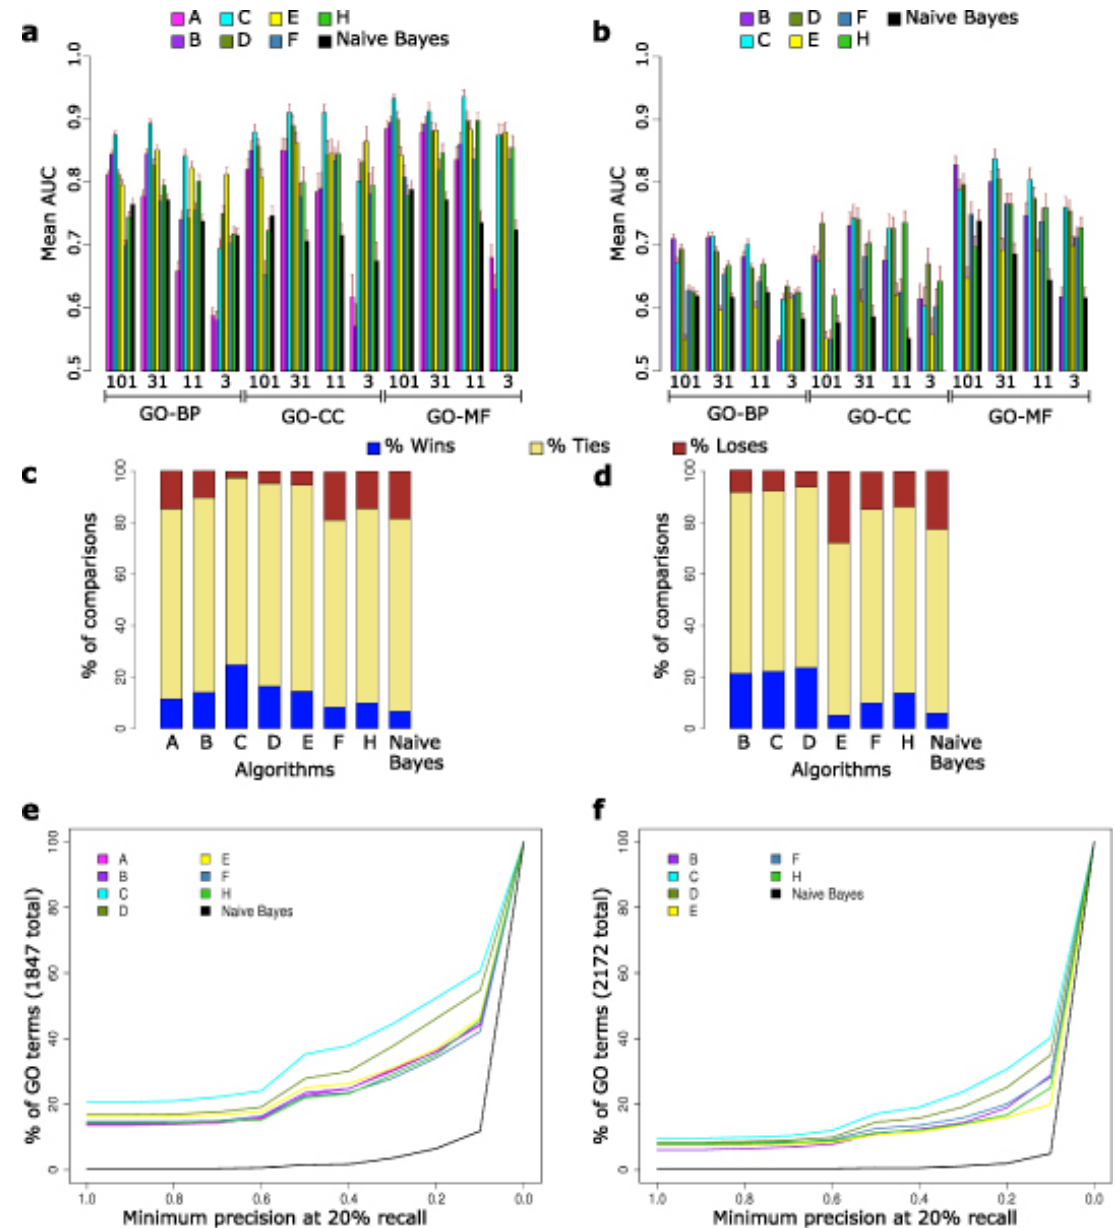 a
A C E H
B D F Naive Bayes
Mean AUC
1.0
0.9
0.8
0.7
0.6
0.5
101 31 11 3 101 31 11 3 101 31 11 3
GO-BP GO-CC GO-MF
b
B D F Naive Bayes
C E H
Mean AUC
1.0
0.9
0.8
0.7
0.6
0.5
101 31 11 3 101 31 11 3 101 31 11 3
GO-BP GO-CC GO-MF
% Wins % Ties % Loses
c
% of comparisons
100
80
60
40
20
0
A B C D E F H Naive
Bayes
Algorithms
d
% of comparisons
100
80
60
40
20
0
B C D E F H Naive
Bayes
Algorithms
e
% of GO terms (1847 total)
100
80
60
40
20
0
A E
B F
C H
D Naive Bayes
1.0 0.8 0.6 0.4 0.2 0.0
Minimum precision at 20% recall
f
% of GO terms (2172 total)
100
80
60
40
20
0
B F
C H
D Naive Bayes
E
1.0 0.8 0.6 0.4 0.2 0.0
Minimum precision at 20% recall